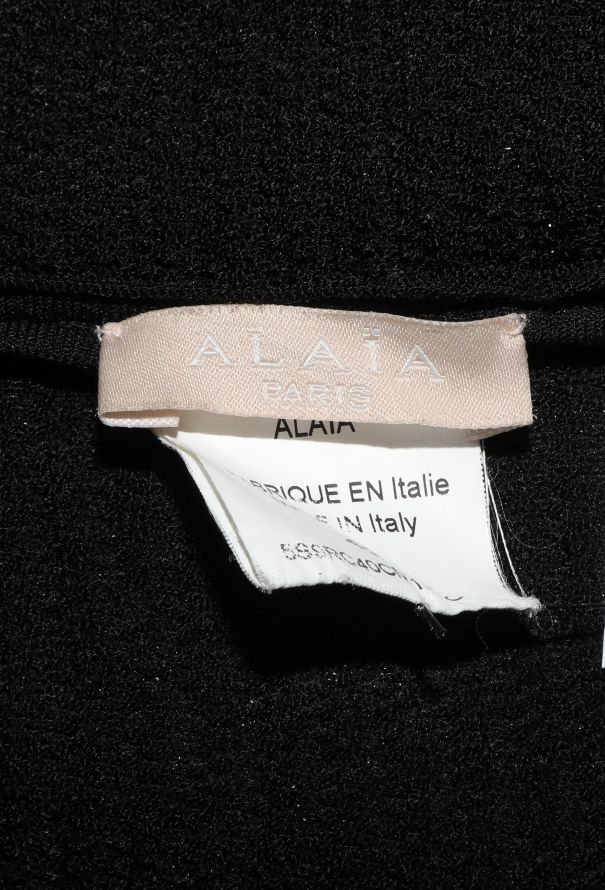 ALAÏA
PARIS
ALAIA
BRIQUE EN Italie
IN Italy